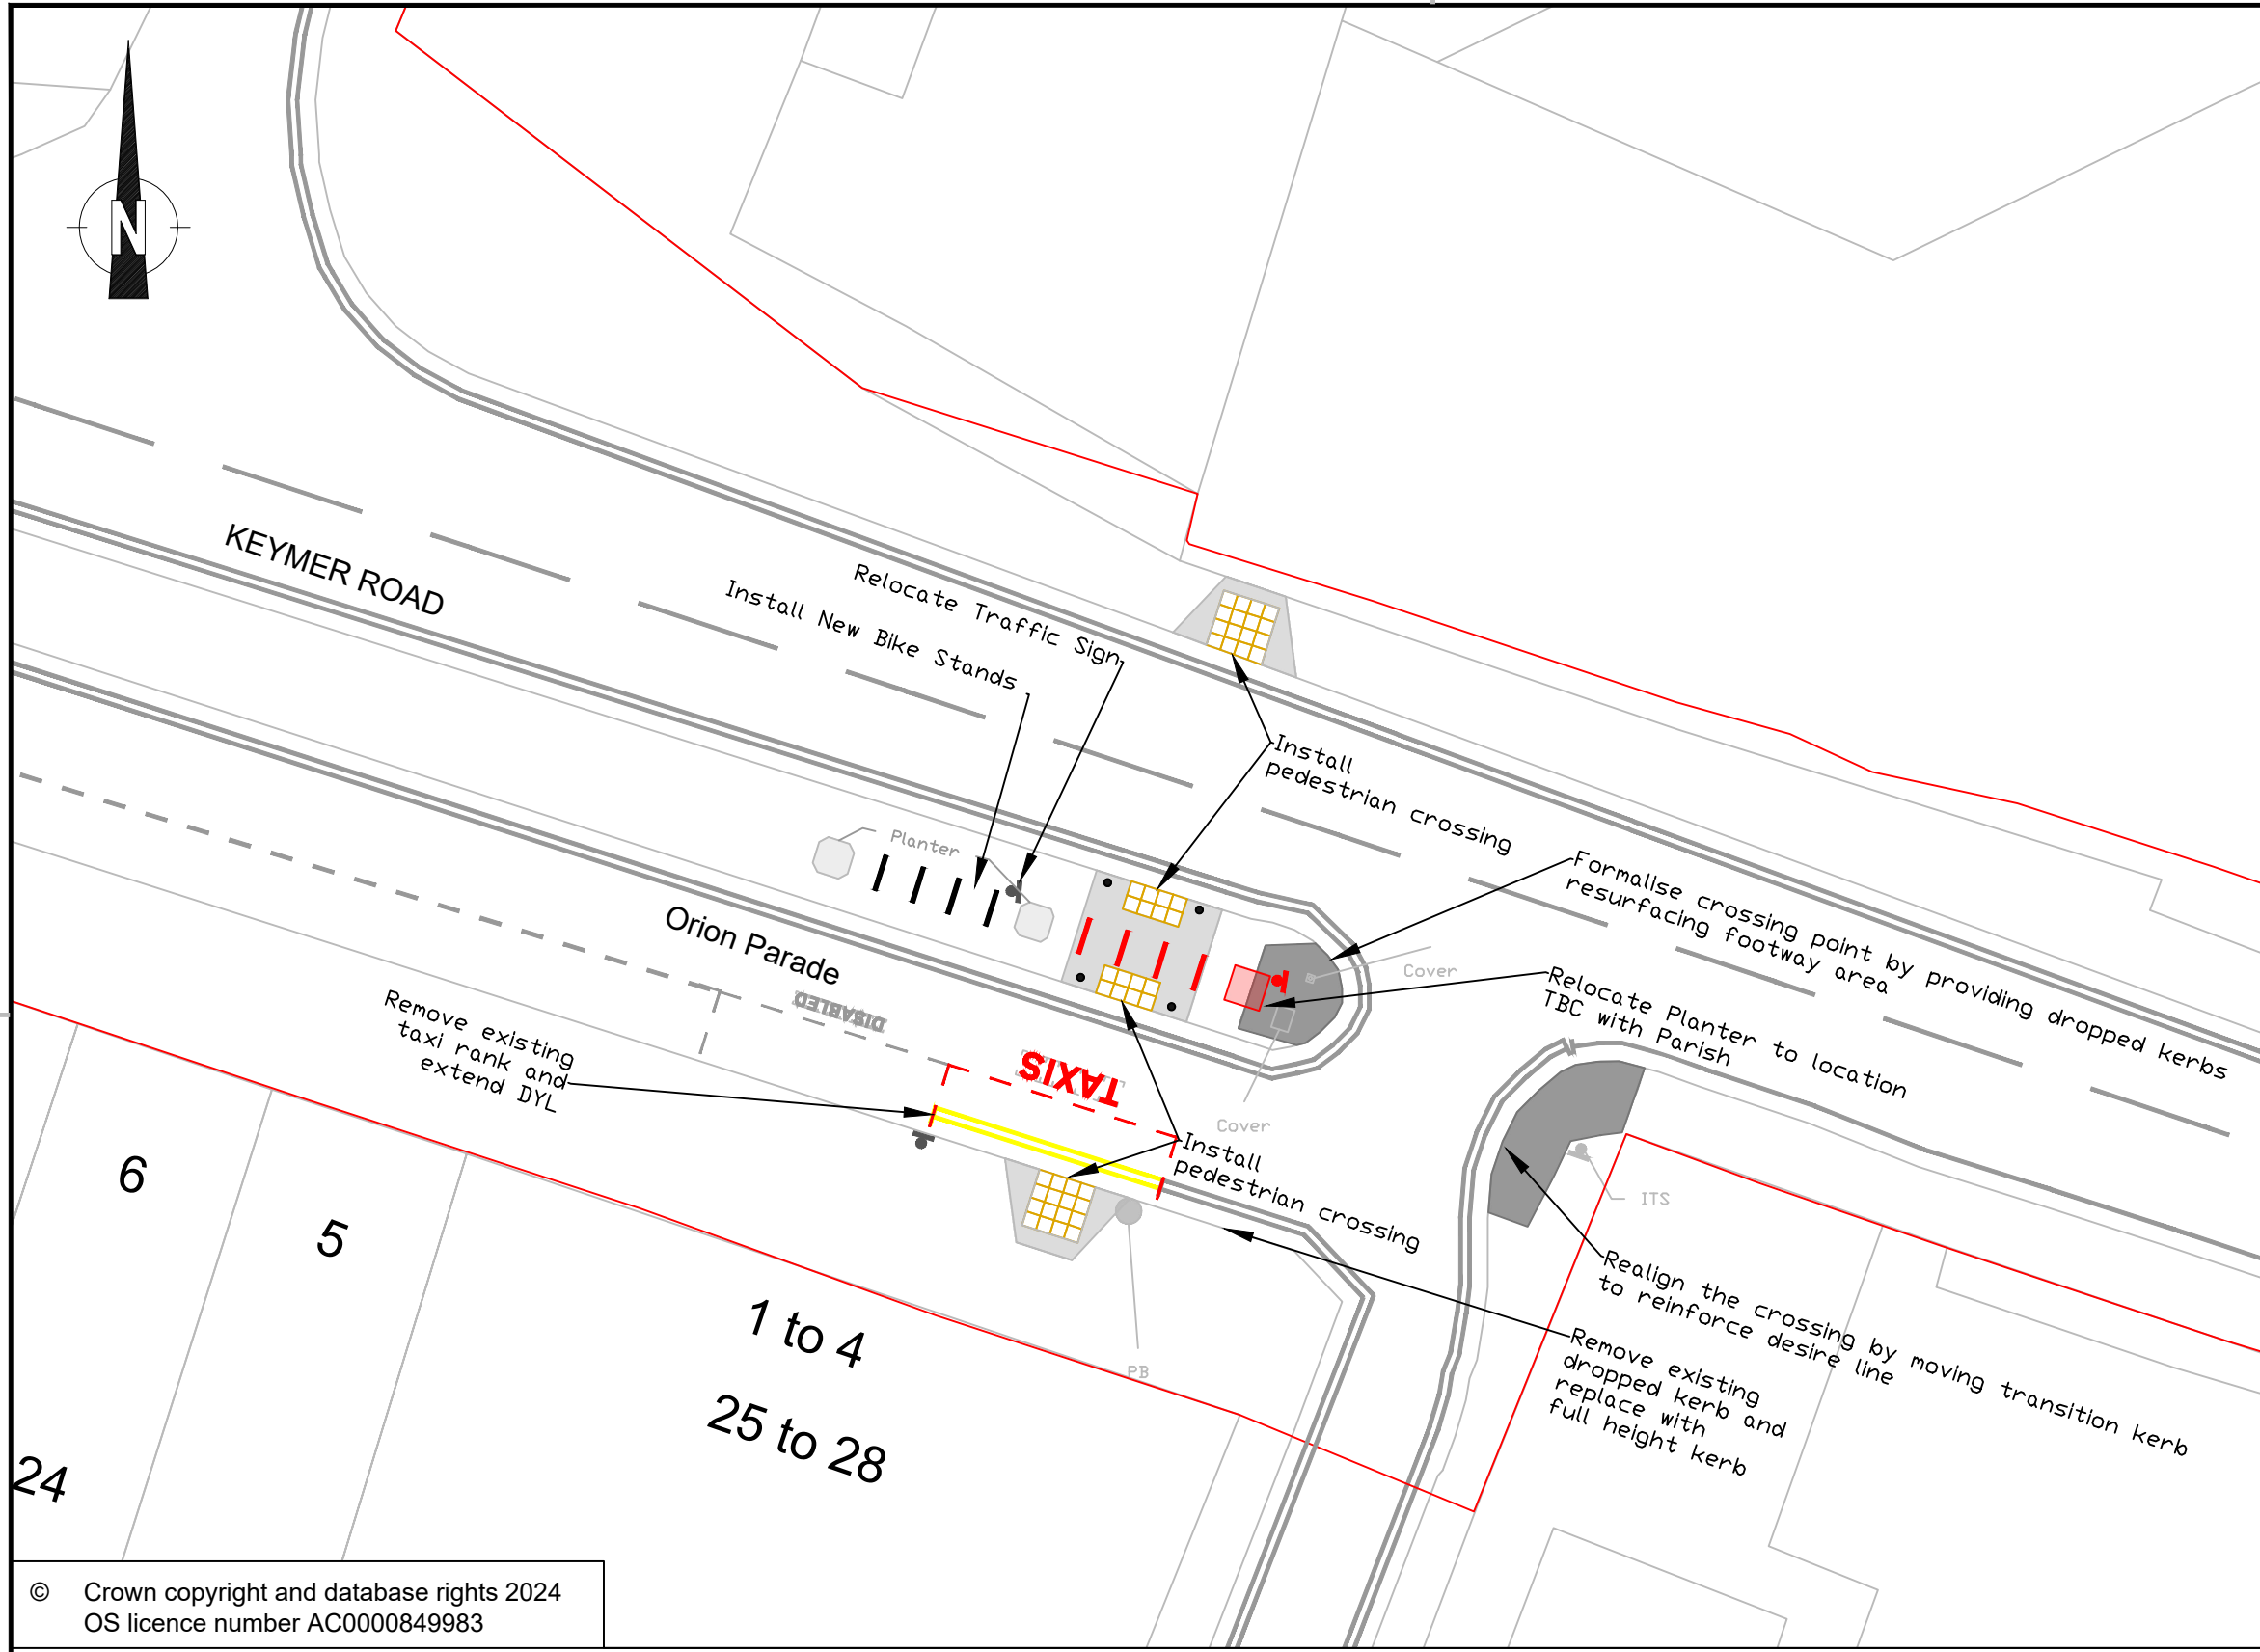 N
KEYMER ROAD
Relocate Traffic Sign
Install New Bike Stands
Install
pedestrian crossing
Planter
Formalise crossing point by providing dropped kerbs
resurfacing footway area
Cover
Orion Parade
Relocate Planter to location
TBC with Parish
DISABLED
Remove existing
taxi rank and
extend DYL
TAXIS
Cover
Install
pedestrian crossing
ITS
6
5
Realign the crossing by moving transition kerb
to reinforce desire line
1 to 4
PB
Remove existing
dropped kerb and
replace with
full height kerb
25 to 28
24
© Crown copyright and database rights 2024
OS licence number AC0000849983